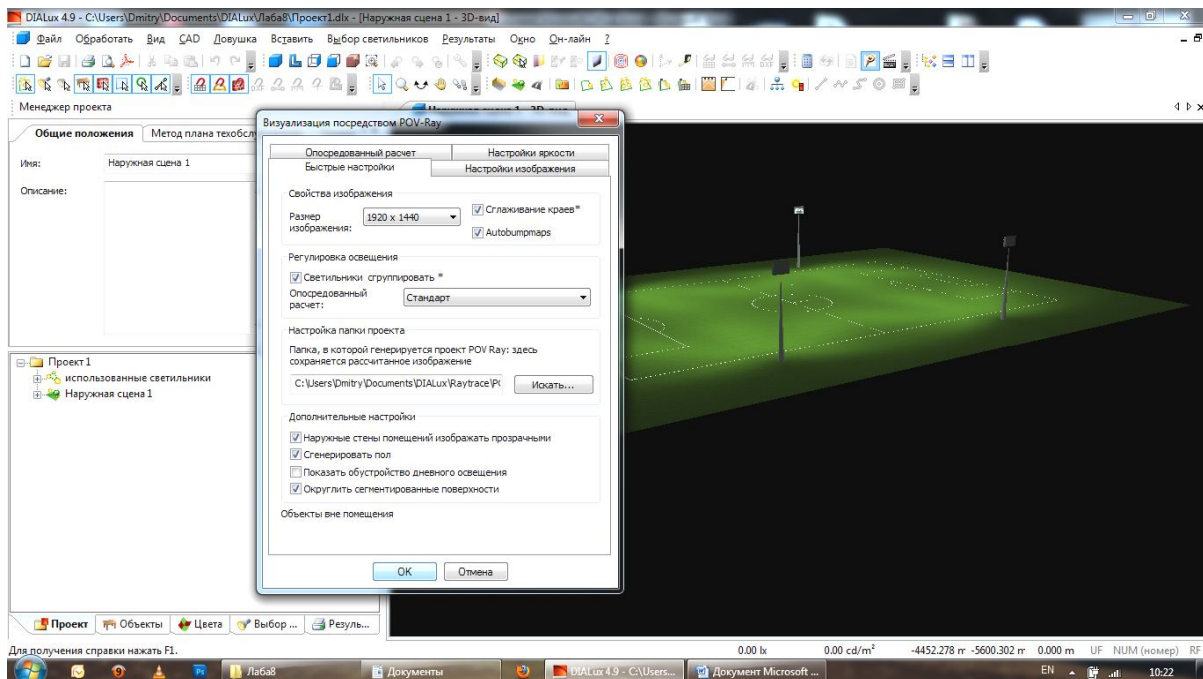 DIALux 4.9 - C:\Users\Dmitry\Documents\DIALux\Лаба8\Проект1.dlx - [Наружная сцена 1 - 3D-вид]
Файл Обработать Вид CAD Довушка Вставить Выбор светильников Результаты Окно Он-лайн ?
Менеджер проекта
Общие положения Метод плана техобслу
Имя: Наружная сцена 1
Описание:
Проект1
использованные светильники
Наружная сцена 1
Проект Объекты Цвета Выбор ... Резуль...
Визуализация посредством POV-Ray
Опосредованный расчет Настройки яркости
Быстрые настройки Настройки изображения
Свойства изображения
Размер изображения: 1920 x 1440
Сглаживание краев*
Autobumpmaps
Регулировка освещения
Светильники сгруппировать *
Опосредованный расчет: Стандарт
Настройка папки проекта
Папка, в которой генерируется проект POV Ray: здесь
сохраняется рассчитанное изображение
C:\Users\Dmitry\Documents\DIALux\Raytrace\P(
Искать...
Дополнительные настройки
Наружные стены помещений изображать прозрачными
Сгенерировать пол
Показать обустройство дневного освещения
Округлить сегментированные поверхности
Объекты вне помещения
OK Отмена
Для получения справки нажать F1.
0.00 lx 0.00 cd/m² -4452.278 m -5600.302 m 0.000 m UF NUM (номер) RF
Лаба8 Документы DIALux 4.9 - C:\Users... Документ Microsoft ... EN 10:22